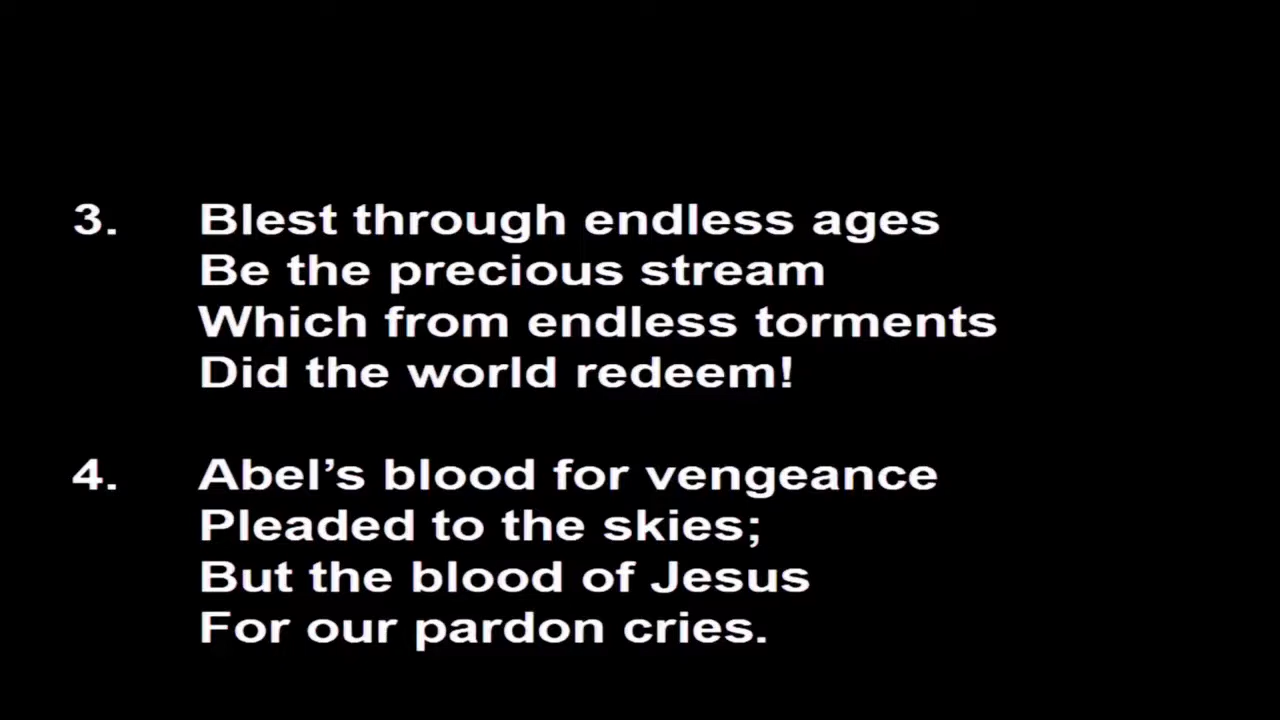 3. Blest through endless ages
Be the precious stream
Which from endless torments
Did the world redeem!
4. Abel’s blood for vengeance
Pleaded to the skies;
But the blood of Jesus
For our pardon cries.